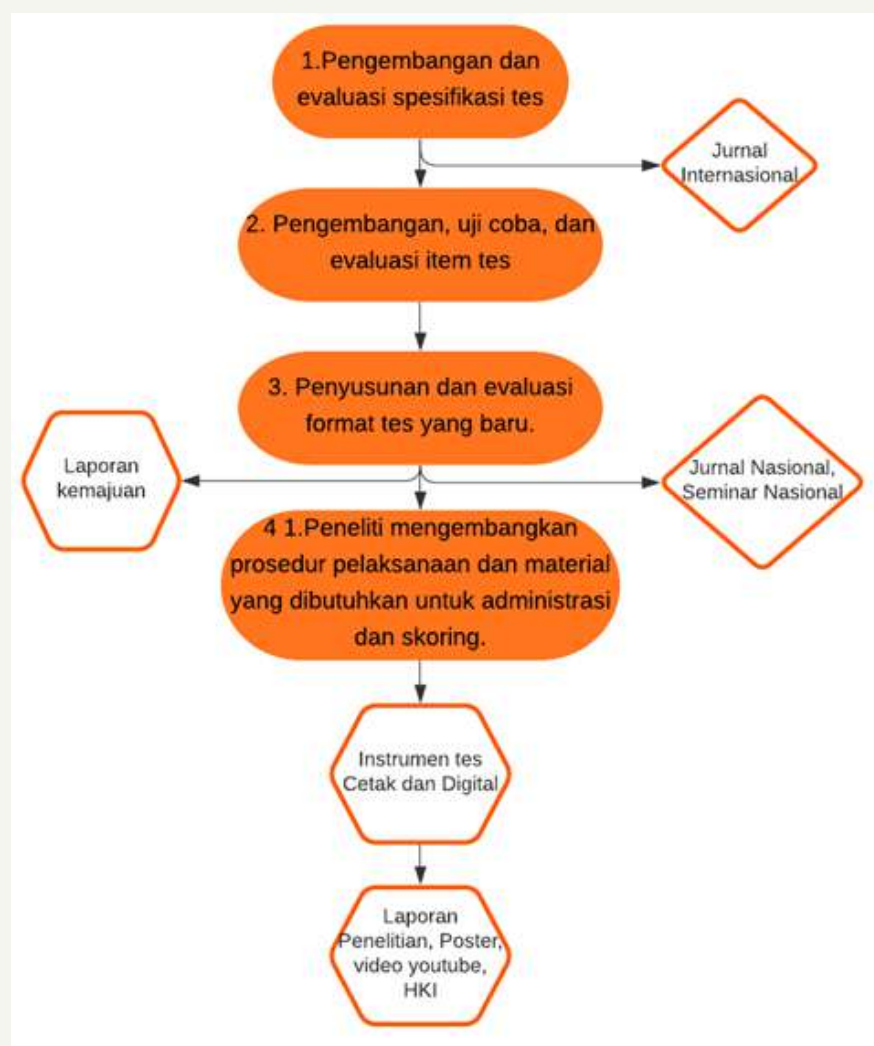 1.Pengembangan dan
evaluasi spesifikasi tes
Jurnal
Internasional
2. Pengembangan, uji coba, dan
evaluasi item tes
3. Penyusunan dan evaluasi
format tes yang baru.
Laporan
kemajuan
Jurnal Nasional,
Seminar Nasional
4 1.Peneliti mengembangkan
prosedur pelaksanaan dan material
yang dibutuhkan untuk administrasi
dan skoring.
Instrumen tes
Cetak dan Digital
Laporan
Penelitian, Poster,
video youtube,
HKI